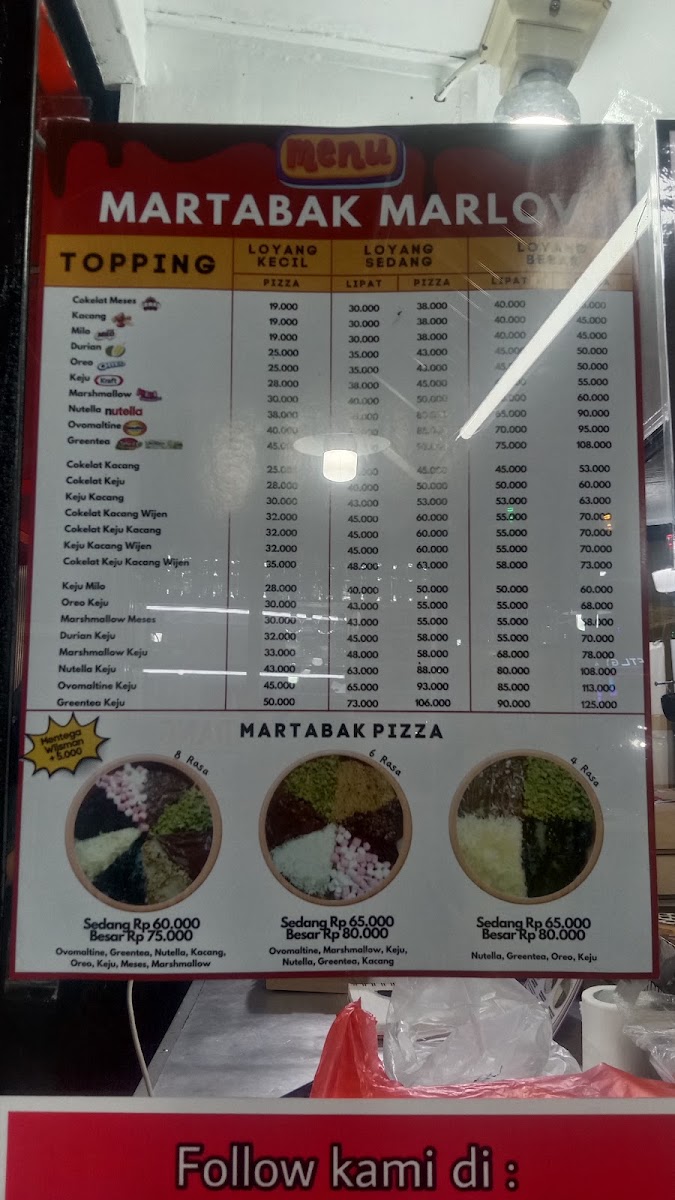 menu
MARTABAK MARLOV
TOPPING LOYANG KECIL LOYANG SEDANG LOYANG BESAR
PIZZA LIPAT PIZZA LIPAT
Cokelat Meses 19.000 30.000 38.000 40.000
Kacang 19.000 30.000 38.000 40.000 45.000
Milo 19.000 30.000 38.000 40.000 45.000
Durian 25.000 35.000 43.000 50.000
Oreo OREO 25.000 35.000 43.000 50.000
Keju Kraft 28.000 38.000 45.000 55.000
Marshmallow 30.000 40.000 50.000 60.000
Nutella nutella 38.000 65.000 90.000
Ovomaltine 40.000 70.000 95.000
Greentea 45.000 75.000 108.000
Cokelat Kacang 25.000 45.000 45.000 53.000
Cokelat Keju 28.000 40.000 50.000 50.000 60.000
Keju Kacang 30.000 43.000 53.000 53.000 63.000
Cokelat Kacang Wijen 32.000 45.000 60.000 55.000 70.000
Cokelat Keju Kacang 32.000 45.000 60.000 55.000 70.000
Keju Kacang Wijen 32.000 45.000 60.000 55.000 70.000
Cokelat Keju Kacang Wijen 35.000 48.000 63.000 58.000 73.000
Keju Milo 28.000 40.000 50.000 50.000 60.000
Oreo Keju 30.000 43.000 55.000 55.000 68.000
Marshmallow Meses 30.000 43.000 55.000 55.000 68.000
Durian Keju 32.000 45.000 58.000 55.000 70.000
Marshmallow Keju 33.000 48.000 58.000 68.000 78.000
Nutella Keju 43.000 63.000 88.000 80.000 108.000
Ovomaltine Keju 45.000 65.000 93.000 85.000 113.000
Greentea Keju 50.000 73.000 106.000 90.000 125.000
MARTABAK PIZZA
Mentega
Wijsman
+5.000
8 Rasa
Sedang Rp 60.000
Besar Rp 75.000
Ovomaltine, Greentea, Nutella, Kacang,
Oreo, Keju, Meses, Marshmallow
6 Rasa
Sedang Rp 65.000
Besar Rp 80.000
Ovomaltine, Marshmallow, Keju,
Nutella, Greentea, Kacang
4 Rasa
Sedang Rp 65.000
Besar Rp 80.000
Nutella, Greentea, Oreo, Keju
Follow kami di :